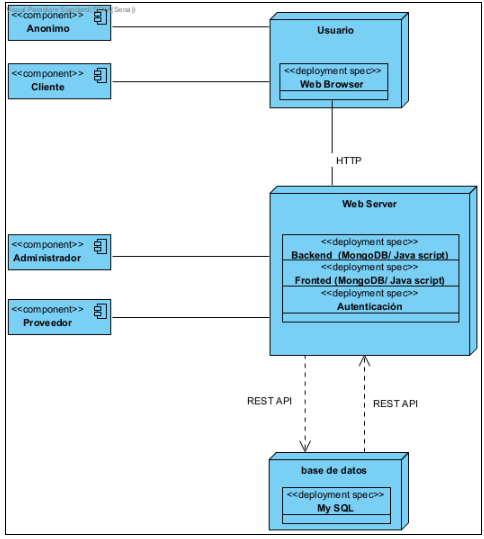 <<component>>
Anonimo
<<component>>
Cliente
Usuario
<<deployment spec>>
Web Browser
HTTP
<<component>>
Administrador
<<component>>
Proveedor
Web Server
<<deployment spec>>
Backend (MongoDB/ Java script)
<<deployment spec>>
Fronted (MongoDB/ Java script)
<<deployment spec>>
Autenticación
REST API
REST API
base de datos
<<deployment spec>>
My SQL